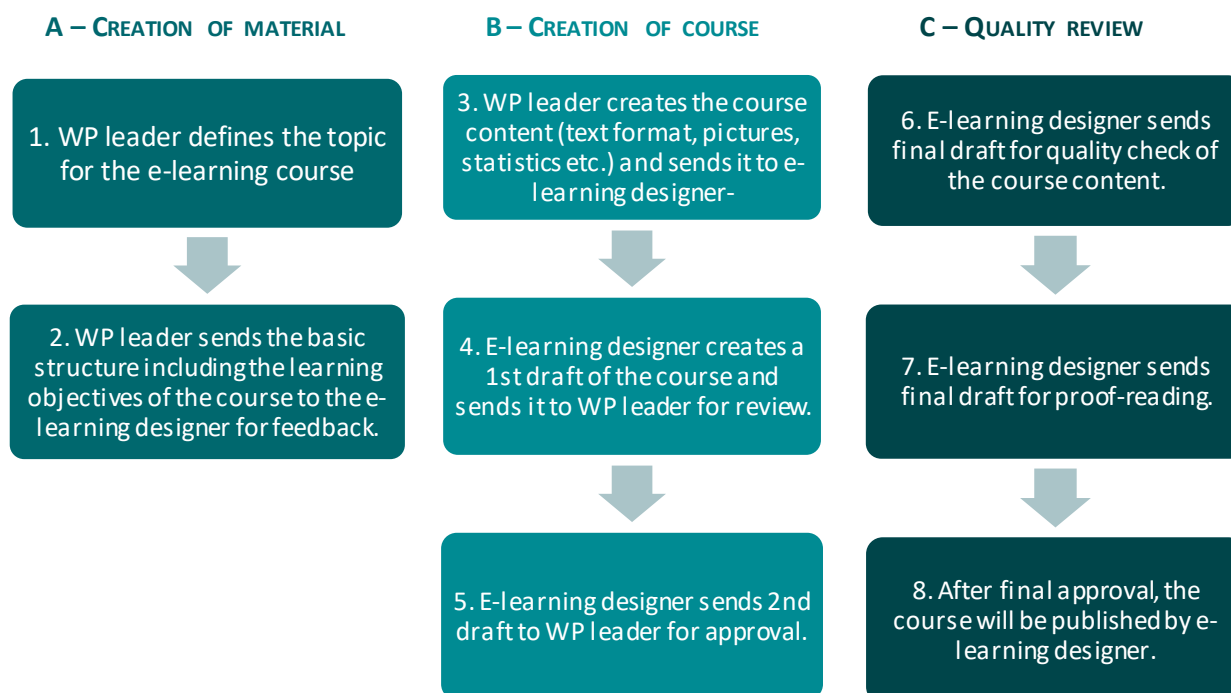 A – CREATION OF MATERIAL
1. WP leader defines the topic
for the e-learning course
2. WP leader sends the basic
structure including the learning
objectives of the course to the e-
learning designer for feedback.
B – CREATION OF COURSE
3. WP leader creates the course
content (text format, pictures,
statistics etc.) and sends it to e-
learning designer-
4. E-learning designer creates a
1st draft of the course and
sends it to WP leader for review.
5. E-learning designer sends 2nd
draft to WP leader for approval.
C – QUALITY REVIEW
6. E-learning designer sends
final draft for quality check of
the course content.
7. E-learning designer sends
final draft for proof-reading.
8. After final approval, the
course will be published by e-
learning designer.